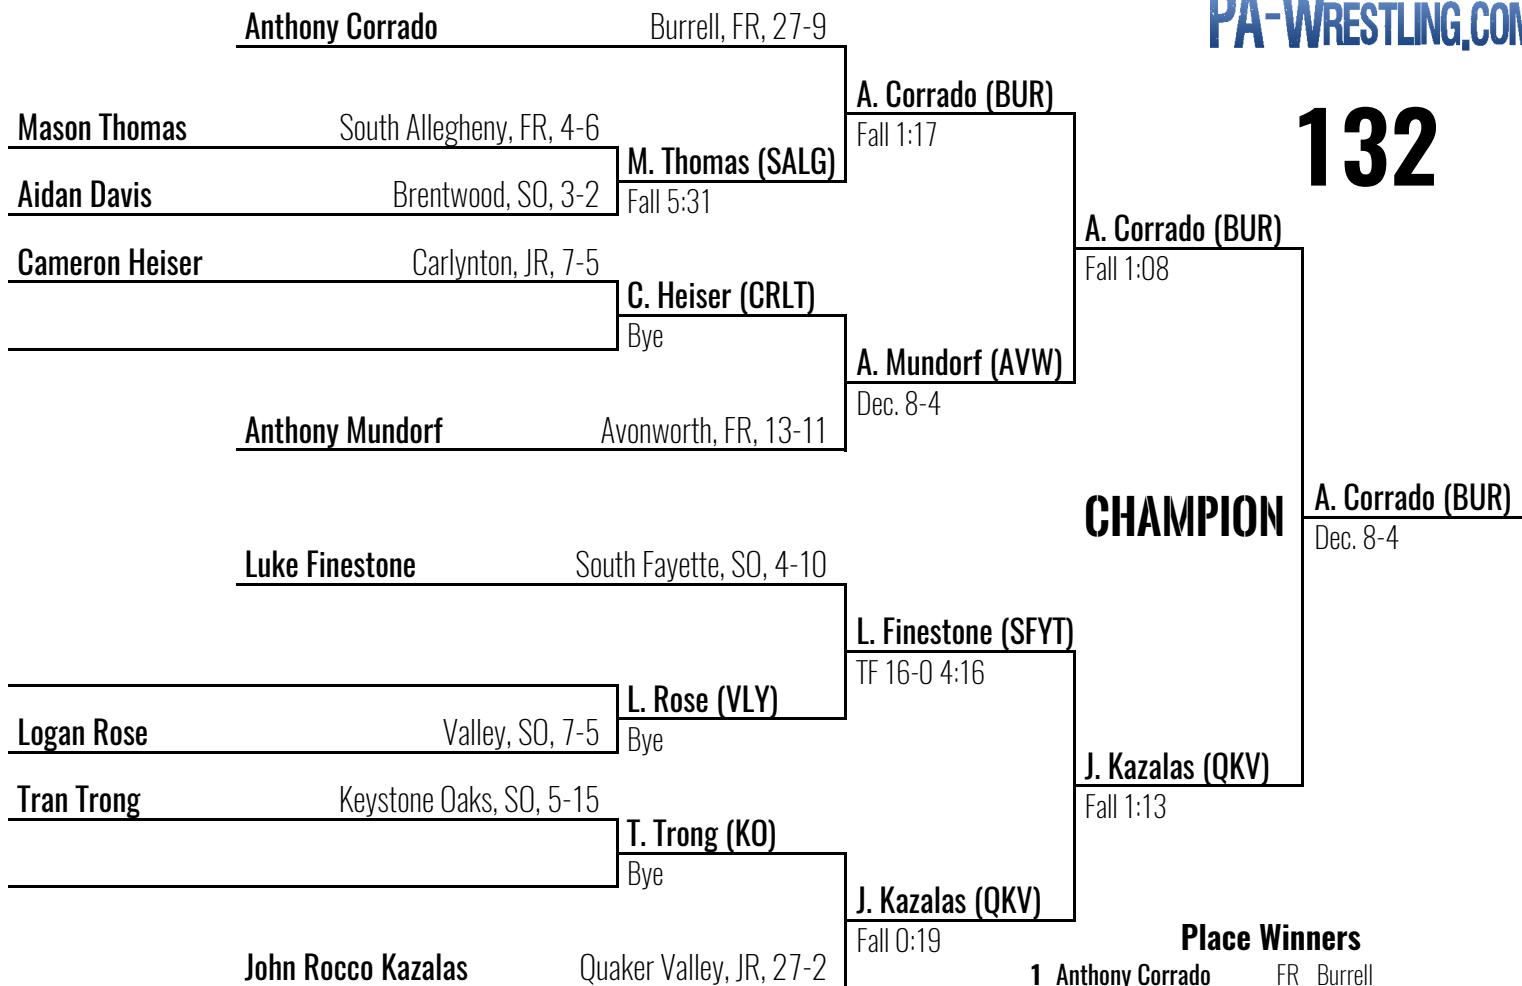 PA-WRESTLING.COM
Anthony Corrado Burrell, FR, 27-9
A. Corrado (BUR)
Fall 1:17
132
Mason Thomas South Allegheny, FR, 4-6
M. Thomas (SALG)
Fall 5:31
Aidan Davis Brentwood, SO, 3-2
A. Corrado (BUR)
Fall 1:08
Cameron Heiser Carlynton, JR, 7-5
C. Heiser (CRLT)
Bye
A. Mundorf (AVW)
Dec. 8-4
Anthony Mundorf Avonworth, FR, 13-11
CHAMPION
A. Corrado (BUR)
Dec. 8-4
Luke Finestone South Fayette, SO, 4-10
L. Finestone (SFYT)
TF 16-0 4:16
L. Rose (VLY)
Bye
Logan Rose Valley, SO, 7-5
J. Kazalas (QKV)
Fall 1:13
Tran Trong Keystone Oaks, SO, 5-15
T. Trong (KO)
Bye
J. Kazalas (QKV)
Fall 0:19
John Rocco Kazalas Quaker Valley, JR, 27-2
Place Winners
1 Anthony Corrado FR Burrell